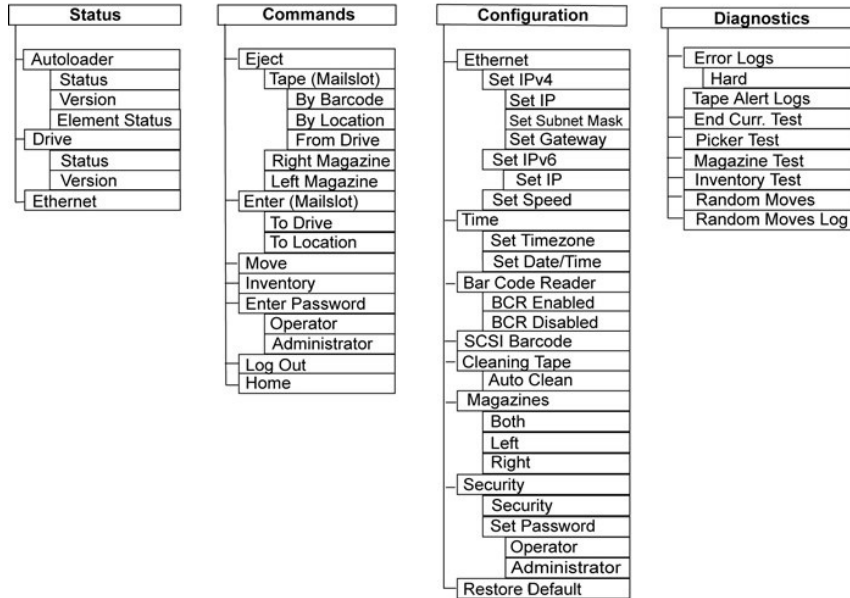 Status
Autoloader
Status
Version
Element Status
Drive
Status
Version
Ethernet
Commands
Eject
Tape (Mailslot)
By Barcode
By Location
From Drive
Right Magazine
Left Magazine
Enter (Mailslot)
To Drive
To Location
Move
Inventory
Enter Password
Operator
Administrator
Log Out
Home
Configuration
Ethernet
Set IPv4
Set IP
Set Subnet Mask
Set Gateway
Set IPv6
Set IP
Set Speed
Time
Set Timezone
Set Date/Time
Bar Code Reader
BCR Enabled
BCR Disabled
SCSI Barcode
Cleaning Tape
Auto Clean
Magazines
Both
Left
Right
Security
Security
Set Password
Operator
Administrator
Restore Default
Diagnostics
Error Logs
Hard
Tape Alert Logs
End Curr. Test
Picker Test
Magazine Test
Inventory Test
Random Moves
Random Moves Log